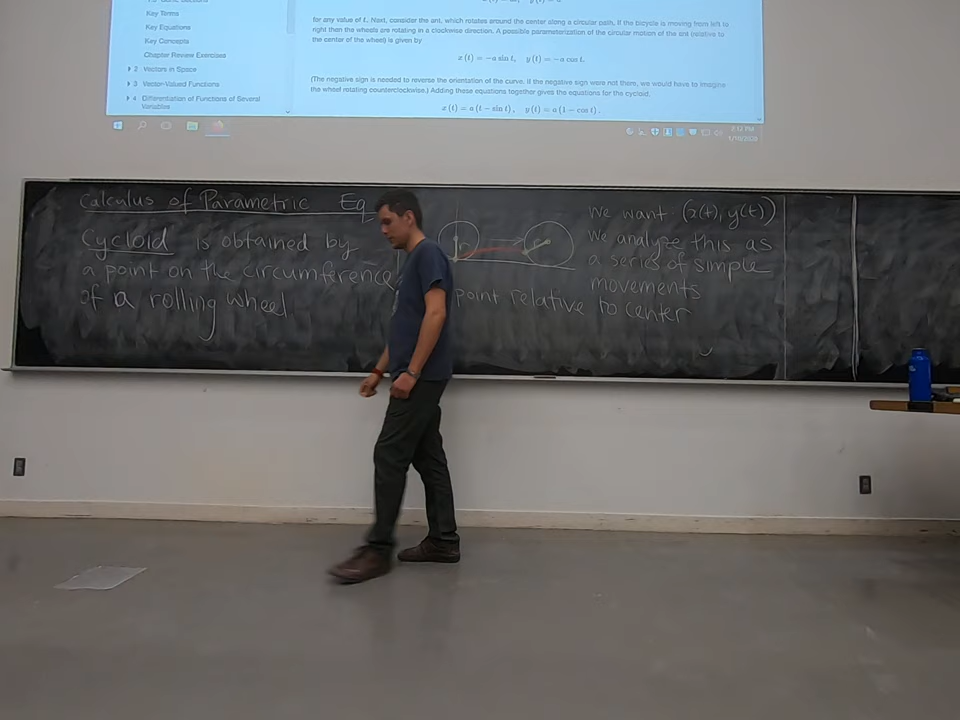 Key Terms
Key Equations
Key Concepts
Chapter Review Exercises
2 Vectors in Space
3 Vector-Valued Functions
4 Differentiation of Functions of Several Variables
for any value of t. Next, consider the ant, which rotates around the center along a circular path. If the bicycle is moving from left to
right then the wheels are rotating in a clockwise direction. A possible parameterization of the circular motion of the ant (relative to
the center of the wheel) is given by
x(t) = −a sin t, y(t) = −a cos t.
(The negative sign is needed to reverse the orientation of the curve. If the negative sign were not there, we would have to imagine
the wheel rotating counterclockwise.) Adding these equations together gives the equations for the cycloid.
x(t) = a(t − sin t), y(t) = a(1 − cos t).
Calculus of Parametric Eq
Cycloid is obtained by
a point on the circumference
of a rolling wheel
r
We want (x(t), y(t))
We analyze this as
a series of simple
movements
point relative to center